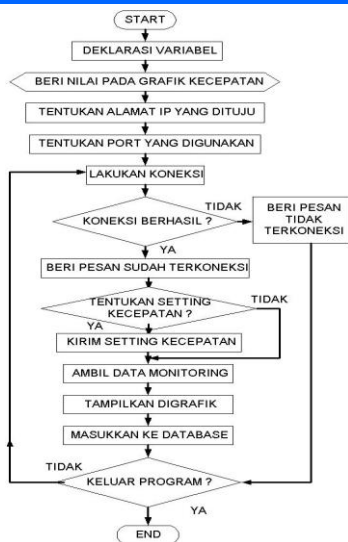 START
DEKLARASI VARIABEL
BERI NILAI PADA GRAFIK KECEPATAN
TENTUKAN ALAMAT IP YANG DITUJU
TENTUKAN PORT YANG DIGUNAKAN
LAKUKAN KONEKSI
TIDAK
KONEKSI BERHASIL ?
BERI PESAN
TIDAK
TERKONEKSI
YA
BERI PESAN SUDAH TERKONEKSI
TENTUKAN SETTING
KECEPATAN ?
TIDAK
YA
KIRIM SETTING KECEPATAN
AMBIL DATA MONITORING
TAMPILKAN DIGRAFIK
MASUKKAN KE DATABASE
TIDAK
KELUAR PROGRAM ?
YA
END